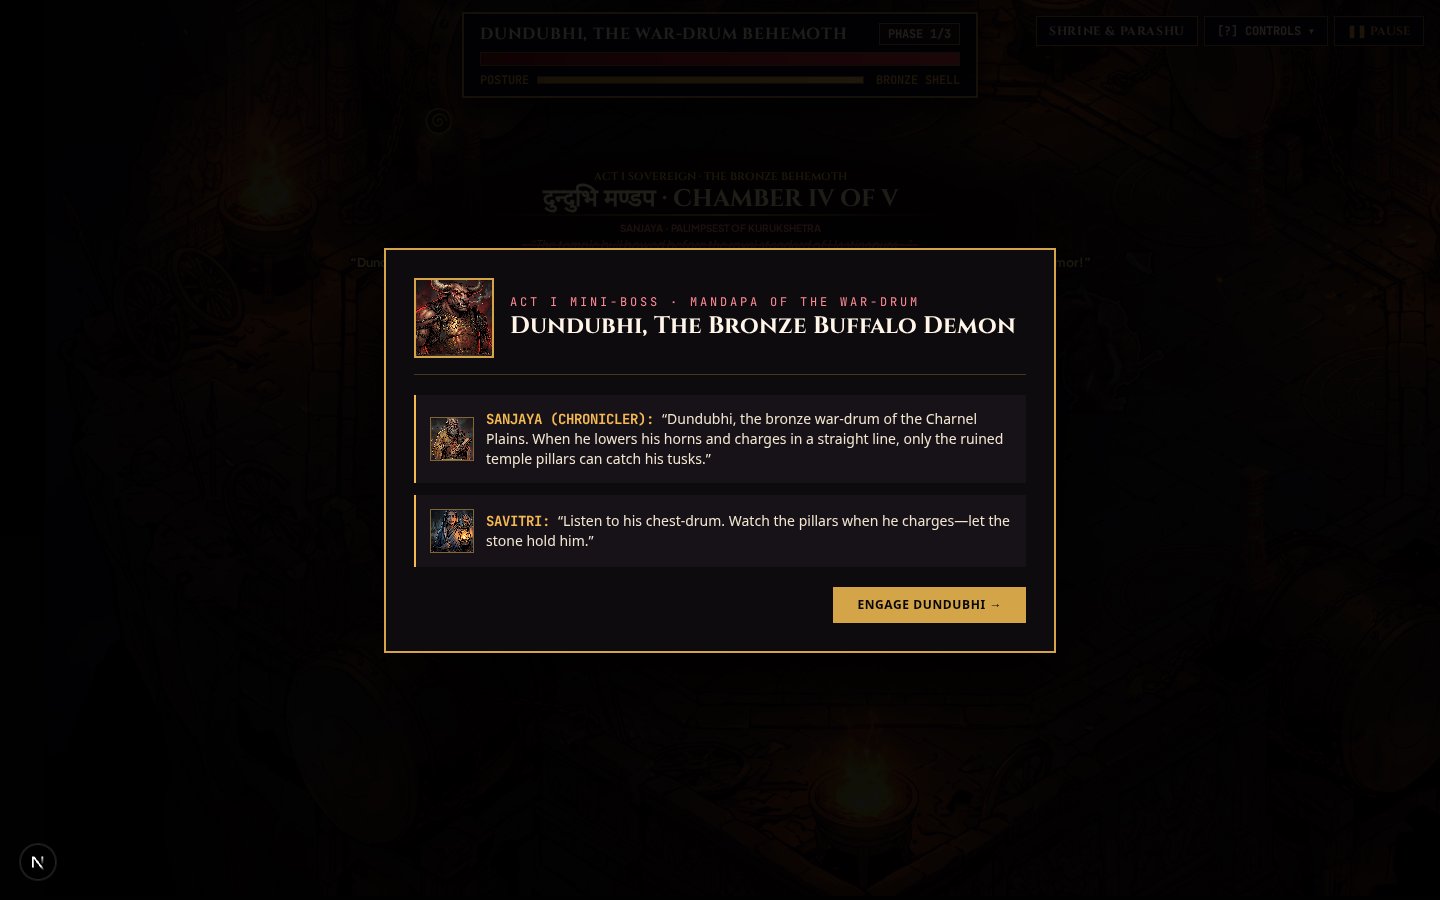 DUNDUBHI, THE WAR-DRUM BEHEMOTH
PHASE 1/3
POSTURE
BRONZE SHELL
SHRINE & PARASHU
[?] CONTROLS ▾
PAUSE
ACT I SOVEREIGN · THE BRONZE BEHEMOTH
दुन्दुभि मण्डप · CHAMBER IV OF V
SANJAYA · PALIMPSEST OF KURUKSHETRA
ACT I MINI-BOSS · MANDAPA OF THE WAR-DRUM
DUNDUBHI, THE BRONZE BUFFALO DEMON
SANJAYA (CHRONICLER): “Dundubhi, the bronze war-drum of the Charnel
Plains. When he lowers his horns and charges in a straight line, only the ruined
temple pillars can catch his tusks.”
SAVITRI: “Listen to his chest-drum. Watch the pillars when he charges—let the
stone hold him.”
ENGAGE DUNDUBHI →
N